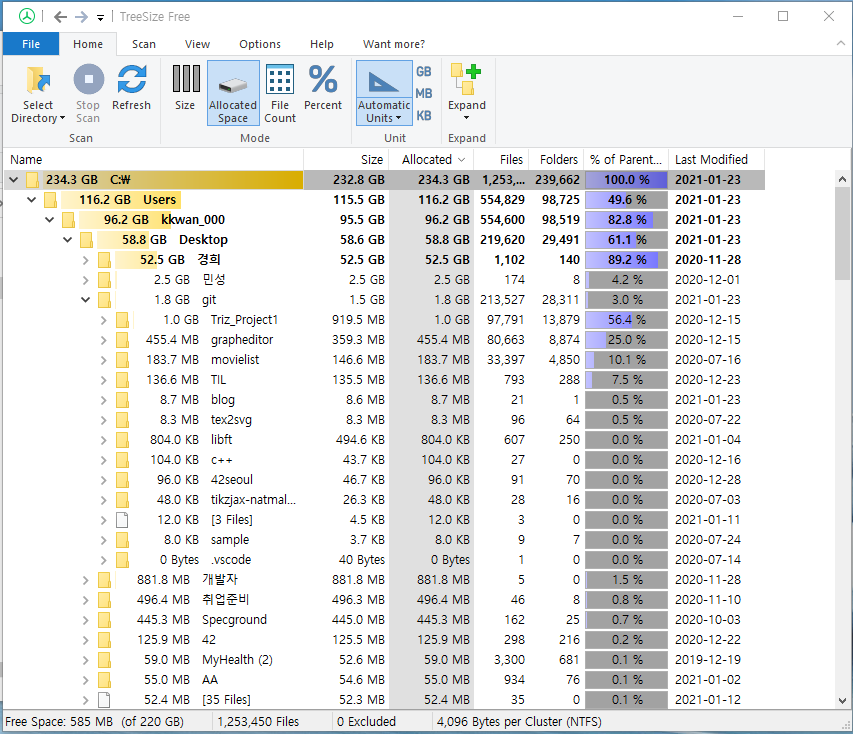 TreeSize Free
File Home Scan View Options Help Want more?
Select Directory Stop Scan Refresh Size Allocated Space File Count Percent Automatic Units GB MB KB Expand
Scan Mode Unit Expand
Name Size Allocated Files Folders % of Parent... Last Modified
234.3 GB C:₩ 232.8 GB 234.3 GB 1,253,... 239,662 100.0 % 2021-01-23
116.2 GB Users 115.5 GB 116.2 GB 554,829 98,725 49.6 % 2021-01-23
96.2 GB kkwan_000 95.5 GB 96.2 GB 554,600 98,519 82.8 % 2021-01-23
58.8 GB Desktop 58.6 GB 58.8 GB 219,620 29,491 61.1 % 2021-01-23
52.5 GB 경희 52.5 GB 52.5 GB 1,102 140 89.2 % 2020-11-28
2.5 GB 민성 2.5 GB 2.5 GB 174 8 4.2 % 2020-12-01
1.8 GB git 1.5 GB 1.8 GB 213,527 28,311 3.0 % 2021-01-23
1.0 GB Triz_Project1 919.5 MB 1.0 GB 97,791 13,879 56.4 % 2020-12-15
455.4 MB grapheditor 359.3 MB 455.4 MB 80,663 8,874 25.0 % 2020-12-15
183.7 MB movielist 146.6 MB 183.7 MB 33,397 4,850 10.1 % 2020-07-16
136.6 MB TIL 135.5 MB 136.6 MB 793 288 7.5 % 2020-12-23
8.7 MB blog 8.6 MB 8.7 MB 21 1 0.5 % 2021-01-23
8.3 MB tex2svg 8.3 MB 8.3 MB 96 64 0.5 % 2020-07-22
804.0 KB libft 494.6 KB 804.0 KB 607 250 0.0 % 2021-01-04
104.0 KB c++ 43.7 KB 104.0 KB 27 0 0.0 % 2020-12-16
96.0 KB 42seoul 46.7 KB 96.0 KB 91 70 0.0 % 2020-12-28
48.0 KB tikzjax-natmal... 26.3 KB 48.0 KB 28 16 0.0 % 2020-07-03
12.0 KB [3 Files] 4.5 KB 12.0 KB 3 0 0.0 % 2021-01-11
8.0 KB sample 3.7 KB 8.0 KB 9 7 0.0 % 2020-07-24
0 Bytes .vscode 40 Bytes 0 Bytes 1 0 0.0 % 2020-07-14
881.8 MB 개발자 881.8 MB 881.8 MB 5 0 1.5 % 2020-11-28
496.4 MB 취업준비 496.3 MB 496.4 MB 46 8 0.8 % 2020-11-10
445.3 MB Specground 445.0 MB 445.3 MB 162 25 0.7 % 2020-10-03
125.9 MB 42 125.5 MB 125.9 MB 298 216 0.2 % 2020-12-22
59.0 MB MyHealth (2) 52.6 MB 59.0 MB 3,300 681 0.1 % 2019-12-19
55.0 MB AA 54.6 MB 55.0 MB 934 76 0.1 % 2021-01-02
52.4 MB [35 Files] 52.3 MB 52.4 MB 35 0 0.1 % 2021-01-12
Free Space: 585 MB (of 220 GB) 1,253,450 Files 0 Excluded 4,096 Bytes per Cluster (NTFS)